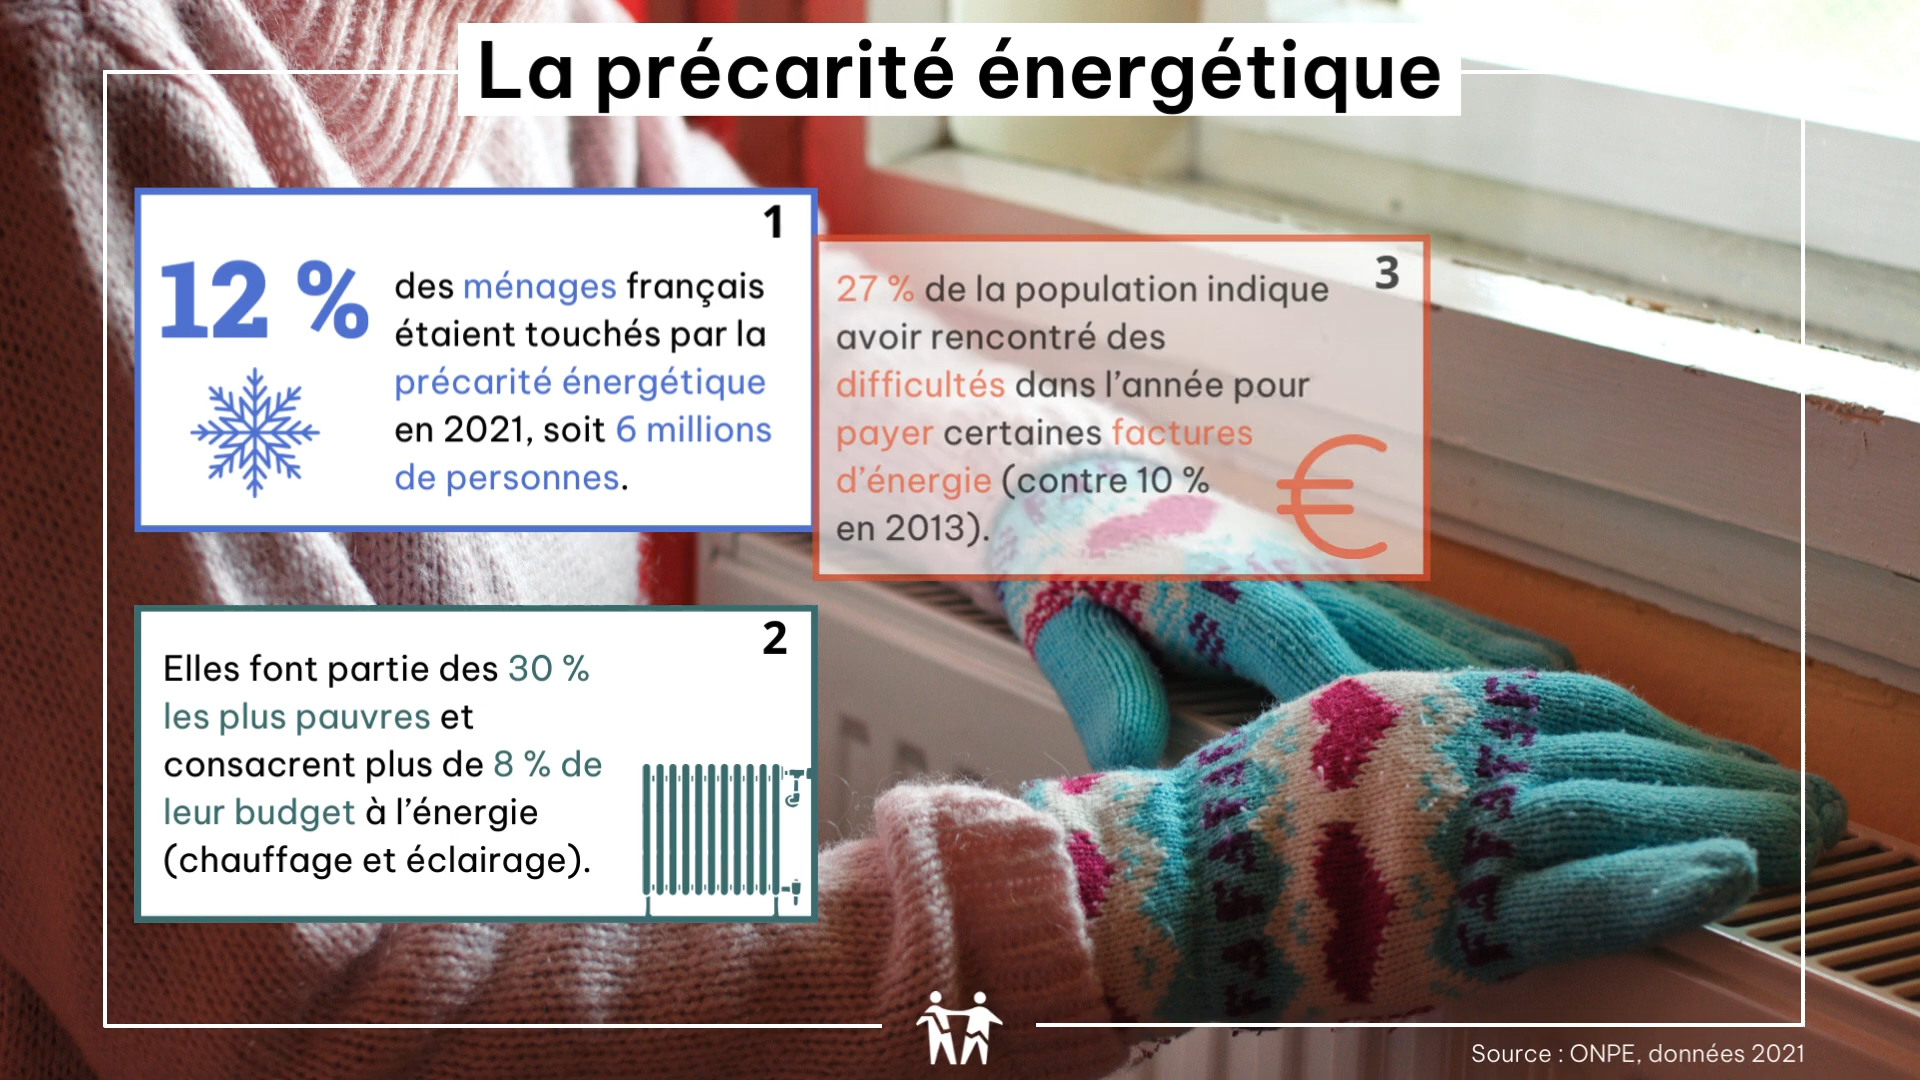 La précarité énergétique
1
12 %
des ménages français
étaient touchés par la
précarité énergétique
en 2021, soit 6 millions
de personnes.
2
Elles font partie des 30 %
les plus pauvres et
consacrent plus de 8 % de
leur budget à l’énergie
(chauffage et éclairage).
3
27 % de la population indique
avoir rencontré des
difficultés dans l’année pour
payer certaines factures
d’énergie (contre 10 %
en 2013).
€
Source : ONPE, données 2021